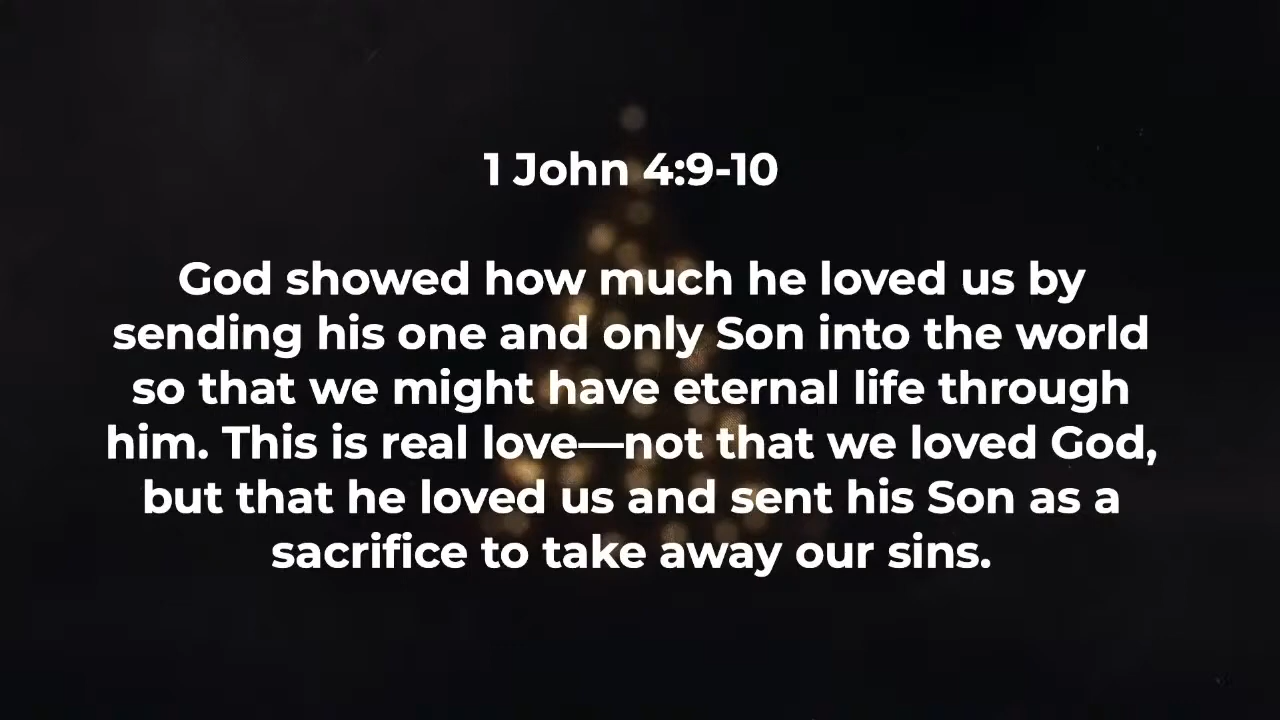 1 John 4:9-10
God showed how much he loved us by
sending his one and only Son into the world
so that we might have eternal life through
him. This is real love—not that we loved God,
but that he loved us and sent his Son as a
sacrifice to take away our sins.